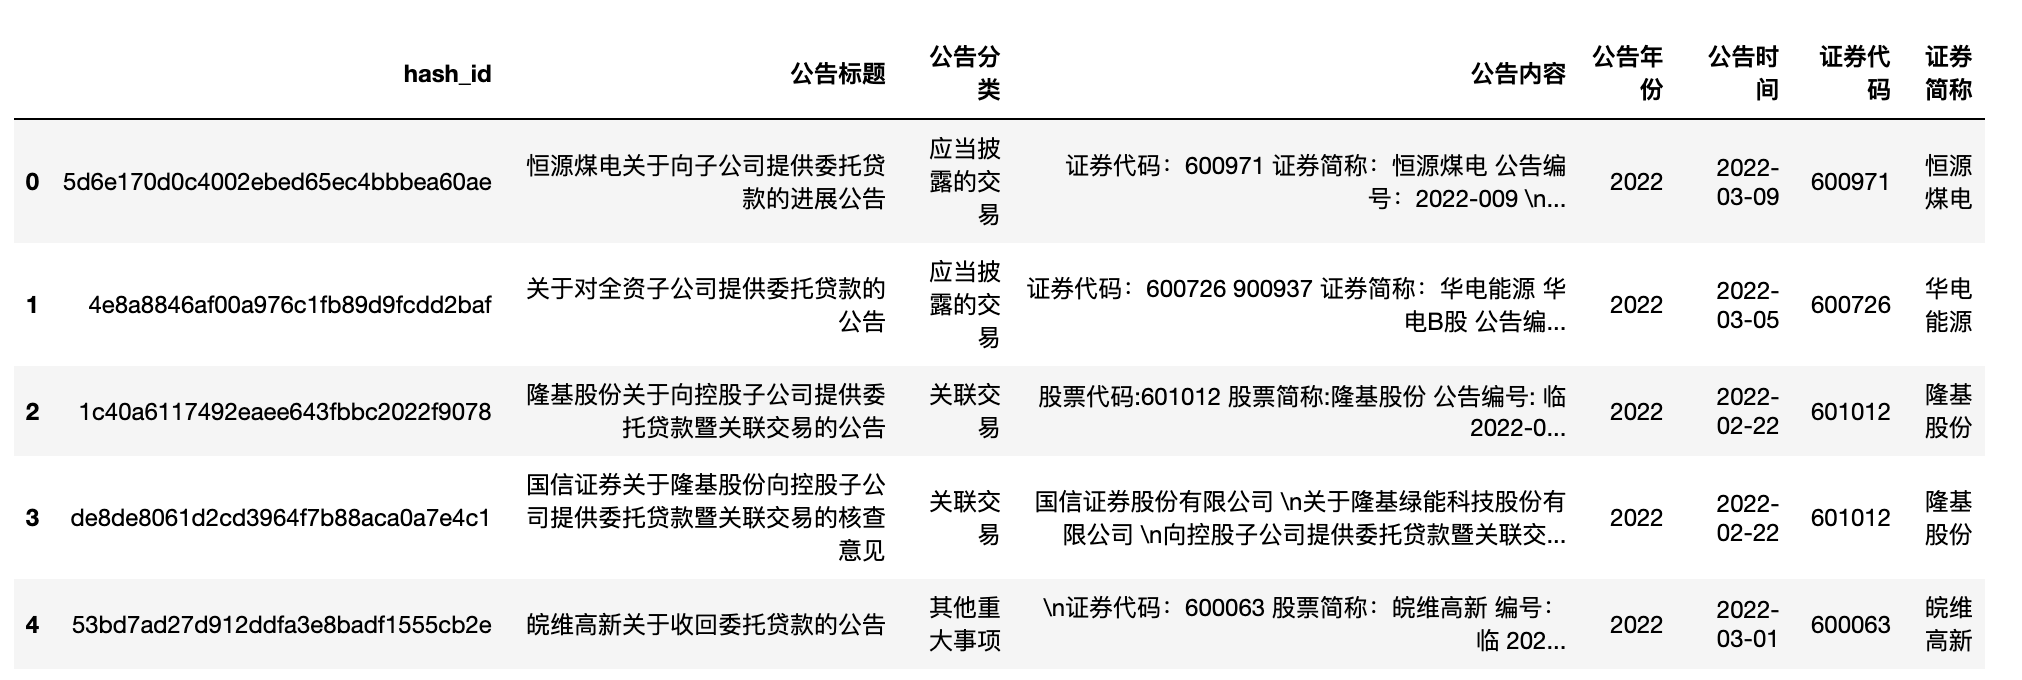 hash_id 公告标题 公告分类 公告内容 公告年份 公告时间 证券代码 证券简称
0 5d6e170d0c4002ebed65ec4bbbea60ae 恒源煤电关于向子公司提供委托贷款的进展公告 应当披露的交易 证券代码：600971 证券简称：恒源煤电 公告编号：2022-009 \n... 2022 2022-03-09 600971 恒源煤电
1 4e8a8846af00a976c1fb89d9fcdd2baf 关于对全资子公司提供委托贷款的公告 应当披露的交易 证券代码：600726 900937 证券简称：华电能源 华电B股 公告编... 2022 2022-03-05 600726 华电能源
2 1c40a6117492eaee643fbbc2022f9078 隆基股份关于向控股子公司提供委托贷款暨关联交易的公告 关联交易 股票代码:601012 股票简称:隆基股份 公告编号: 临2022-0... 2022 2022-02-22 601012 隆基股份
3 de8de8061d2cd3964f7b88aca0a7e4c1 国信证券关于隆基股份向控股子公司提供委托贷款暨关联交易的核查意见 关联交易 国信证券股份有限公司 \n关于隆基绿能科技股份有限公司 \n向控股子公司提供委托贷款暨关联交... 2022 2022-02-22 601012 隆基股份
4 53bd7ad27d912ddfa3e8badf1555cb2e 皖维高新关于收回委托贷款的公告 其他重大事项 \n证券代码：600063 股票简称：皖维高新 编号：临 202... 2022 2022-03-01 600063 皖维高新